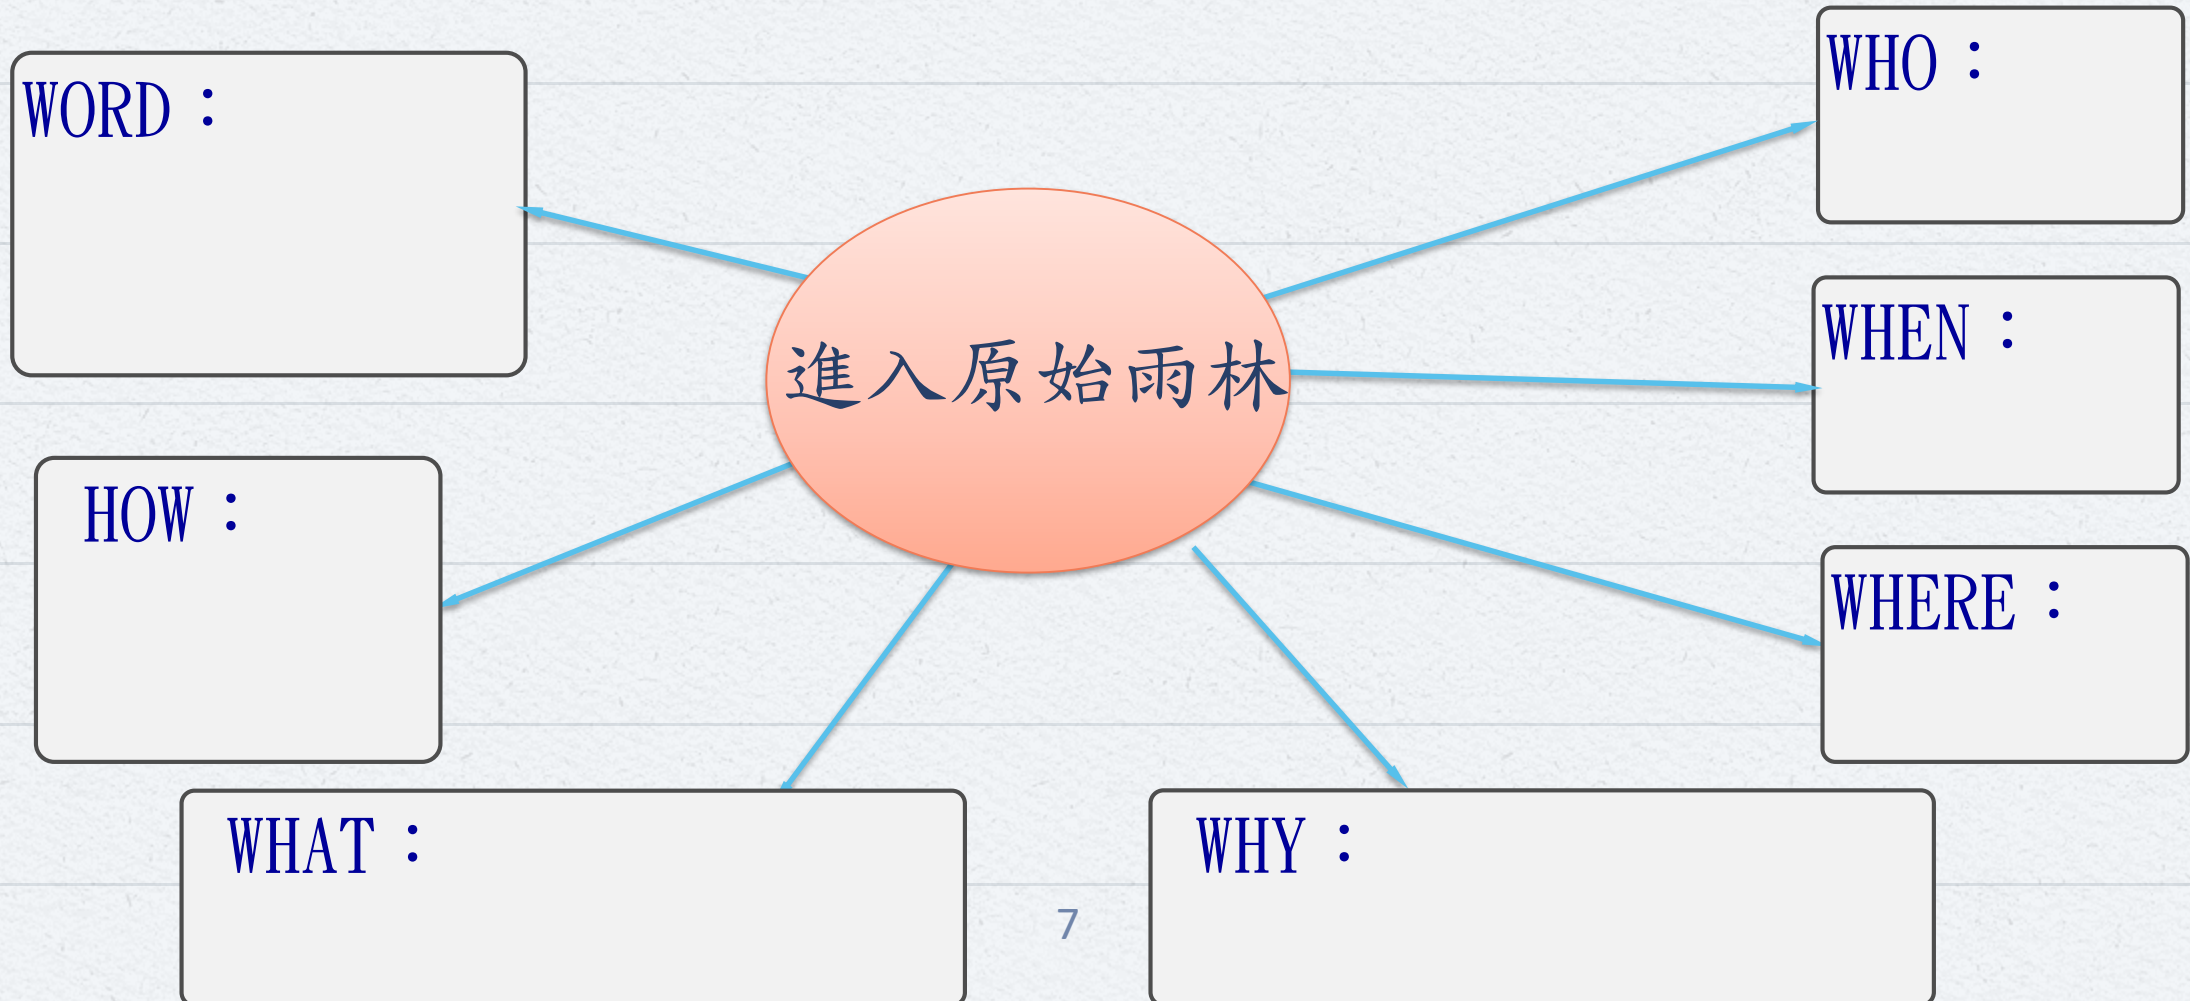 WORD：
WHO：
WHEN：
進入原始雨林
HOW：
WHERE：
WHAT：
WHY：
7